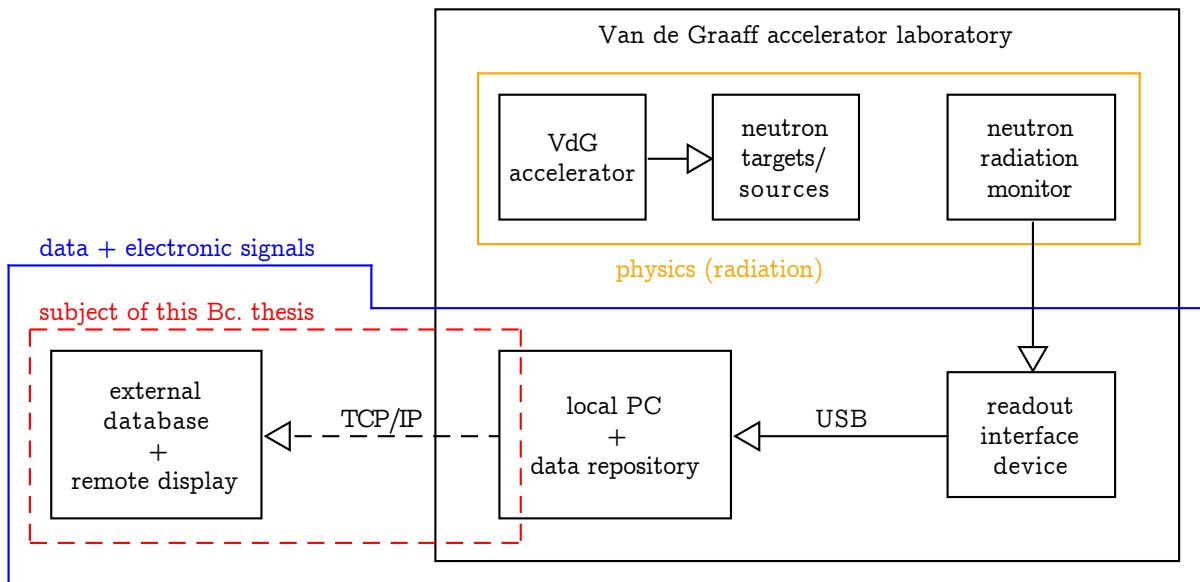 Van de Graaff accelerator laboratory
VdG
accelerator
neutron
targets/
sources
neutron
radiation
monitor
data + electronic signals
physics (radiation)
subject of this Bc. thesis
external
database
+
remote display
TCP/IP
local PC
+
data repository
USB
readout
interface
device